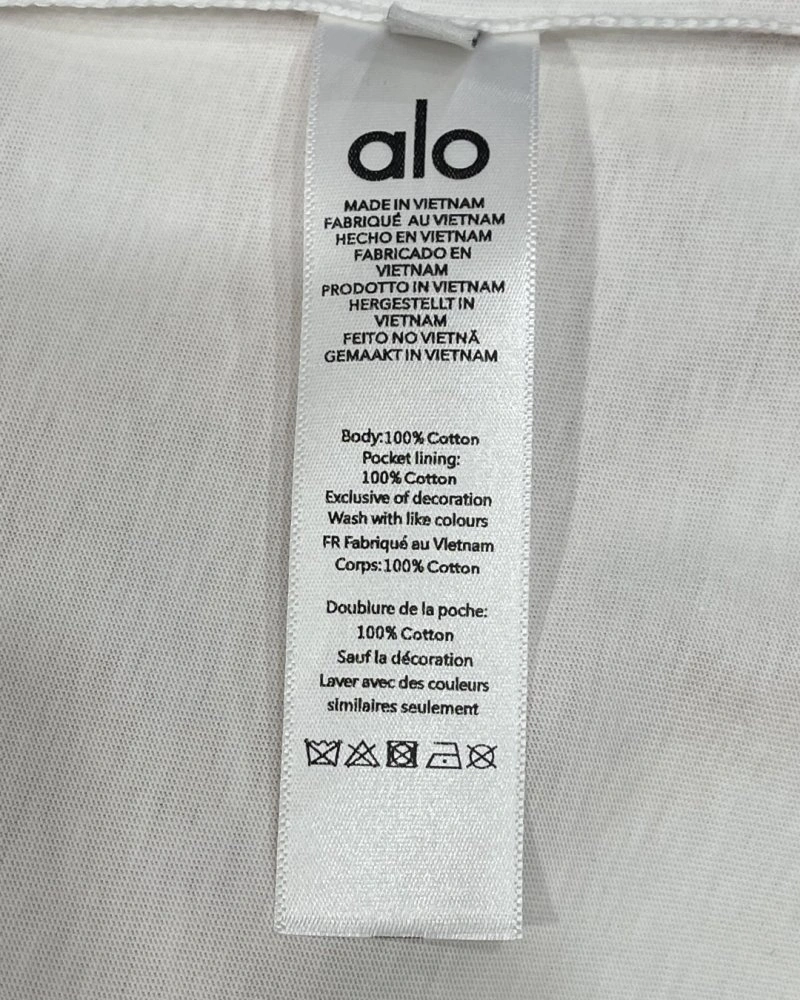 alo
MADE IN VIETNAM
FABRIQUÉ AU VIETNAM
HECHO EN VIETNAM
FABRICADO EN
VIETNAM
PRODOTTO IN VIETNAM
HERGESTELLT IN
VIETNAM
FEITO NO VIETNÃ
GEMAAKT IN VIETNAM
Body:100% Cotton
Pocket lining:
100% Cotton
Exclusive of decoration
Wash with like colours
FR Fabriqué au Vietnam
Corps:100% Cotton
Doublure de la poche:
100% Cotton
Sauf la décoration
Laver avec des couleurs
similaires seulement